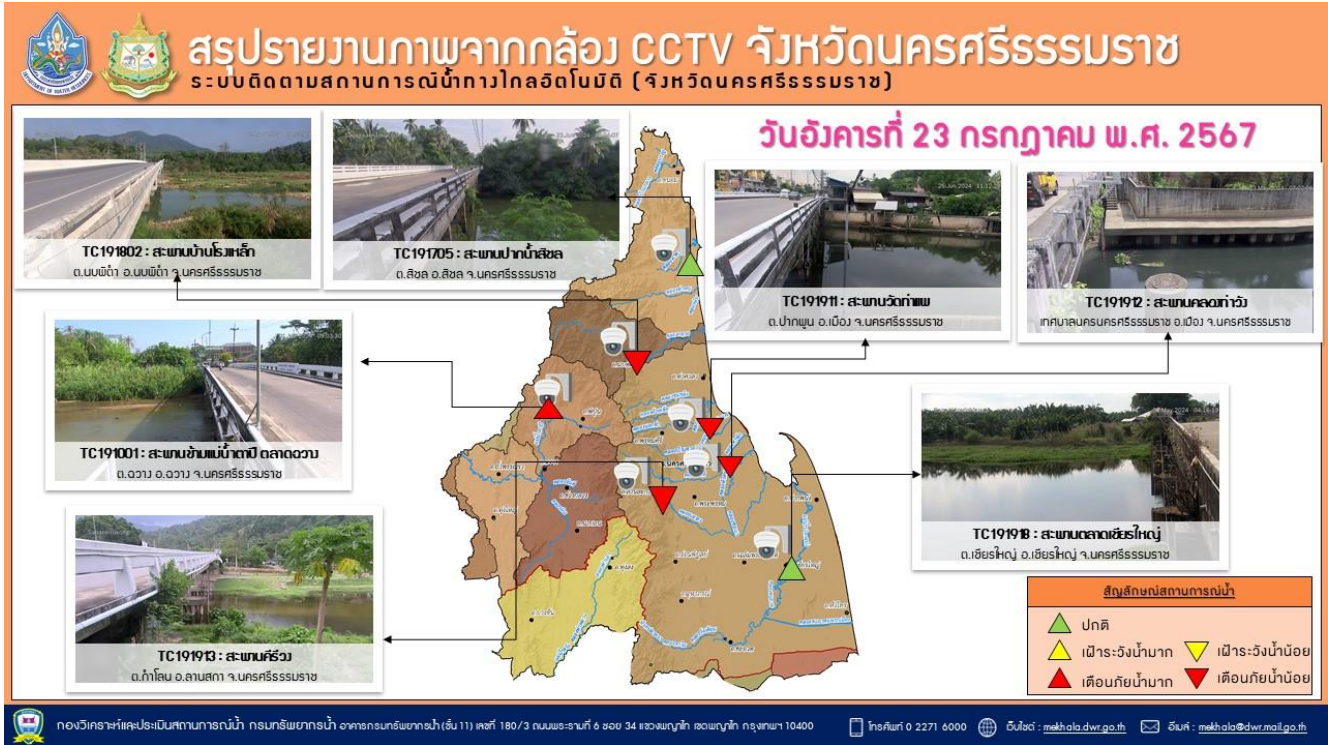 สรุปรายงานภาพจากกล้อง CCTV จังหวัดนครศรีธรรมราช
ระบบติดตามสถานการณ์น้ำทางไกลอัตโนมัติ (จังหวัดนครศรีธรรมราช)
วันอังคารที่ 23 กรกฎาคม พ.ศ. 2567
TC191802 : สะพานบ้านโรงเหล็ก
ต.นบพิตำ อ.นบพิตำ จ.นครศรีธรรมราช
TC191705 : สะพานปากน้ำสิชล
ต.สิชล อ.สิชล จ.นครศรีธรรมราช
TC191911 : สะพานวัดท่าแพ
ต.ปากพูน อ.เมือง จ.นครศรีธรรมราช
TC191912 : สะพานคลองท่าวัง
เทศบาลนครนครศรีธรรมราช อ.เมือง จ.นครศรีธรรมราช
TC191001 : สะพานข้ามแม่น้ำตาปี ตลาดฉวาง
ต.ฉวาง อ.ฉวาง จ.นครศรีธรรมราช
TC191918 : สะพานตลาดเชียรใหญ่
ต.เชียรใหญ่ อ.เชียรใหญ่ จ.นครศรีธรรมราช
TC191913 : สะพานคีรีวง
ต.กำโลน อ.ลานสกา จ.นครศรีธรรมราช
สัญลักษณ์สถานการณ์น้ำ
ปกติ
เฝ้าระวังน้ำมาก เฝ้าระวังน้ำน้อย
เตือนภัยน้ำมาก เตือนภัยน้ำน้อย
กองวิเคราะห์และประเมินสถานการณ์น้ำ กรมทรัพยากรน้ำ อาคารกรมทรัพยากรน้ำ (ชั้น 11) เลขที่ 180/3 ถนนพระรามที่ 6 ซอย 34 แขวงพญาไท เขตพญาไท กรุงเทพฯ 10400 โทรศัพท์ 0 2271 6000 เว็บไซต์ : mekhala.dwr.go.th อีเมล์ : mekhala@dwr.mail.go.th